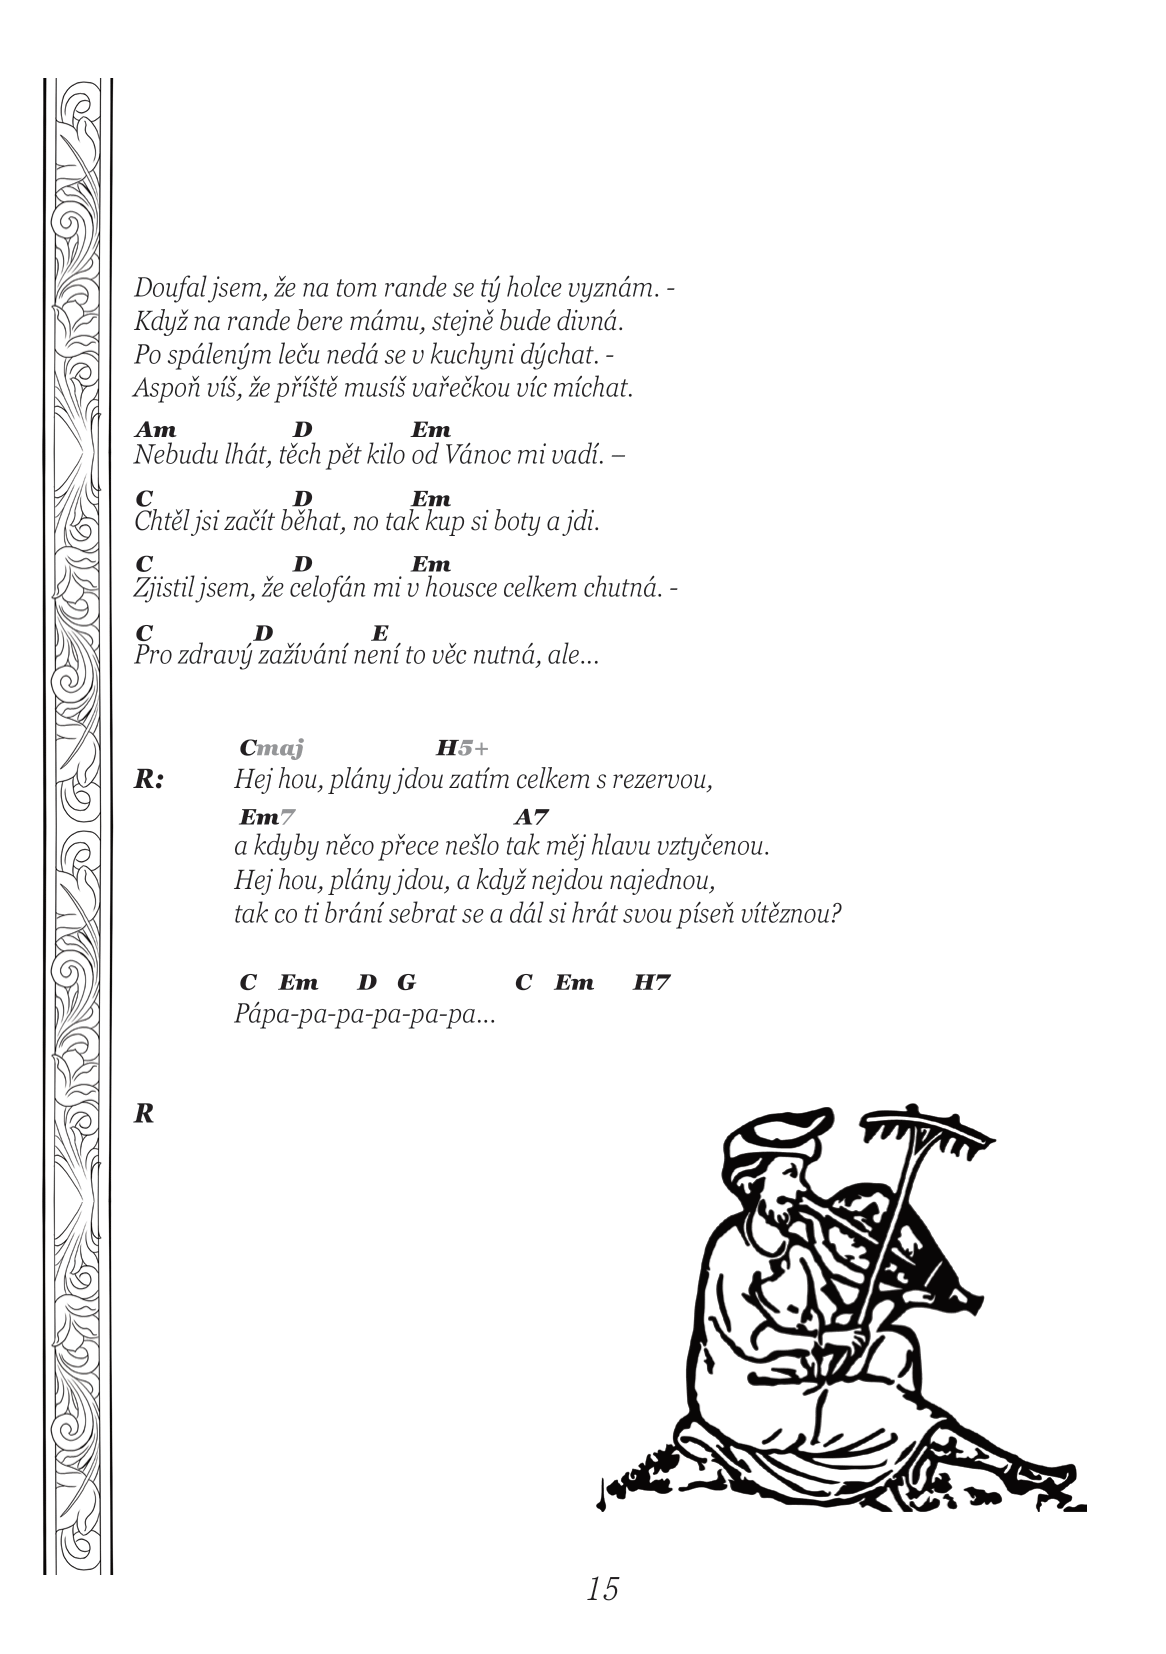 Doufal jsem, že na tom rande se tý holce vyznám. -
Když na rande bere mámu, stejně bude divná.
Po spáleným leču nedá se v kuchyni dýchat. -
Aspoň víš, že příště musíš vařečkou víc míchat.
Am D Em
Nebudu lhát, těch pět kilo od Vánoc mi vadí. –
C D Em
Chtěl jsi začít běhat, no tak kup si boty a jdi.
C D Em
Zjistil jsem, že celofán mi v housce celkem chutná. -
C D E
Pro zdravý zažívání není to věc nutná, ale...
Cmaj H5+
R: Hej hou, plány jdou zatím celkem s rezervou,
Em7 A7
a kdyby něco přece nešlo tak měj hlavu vztyčenou.
Hej hou, plány jdou, a když nejdou najednou,
tak co ti brání sebrat se a dál si hrát svou píseň vítěznou?
C Em D G C Em H7
Pápa-pa-pa-pa-pa-pa...
R
15